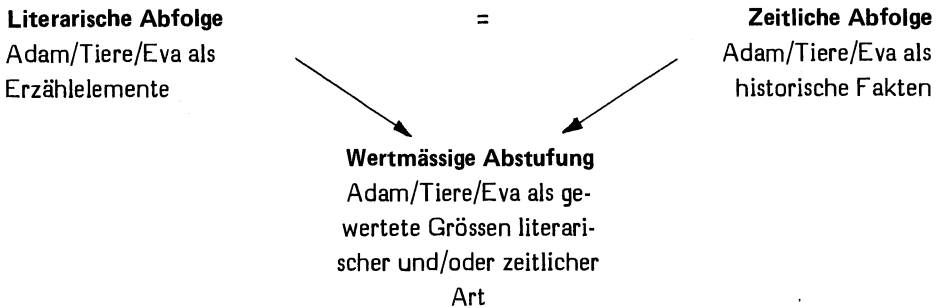 Literarische Abfolge = Zeitliche Abfolge
Adam/Tiere/Eva als Adam/Tiere/Eva als
Erzählelemente historische Fakten
Wertmässige Abstufung
Adam/Tiere/Eva als ge-
wertete Grössen literari-
scher und/oder zeitlicher
Art